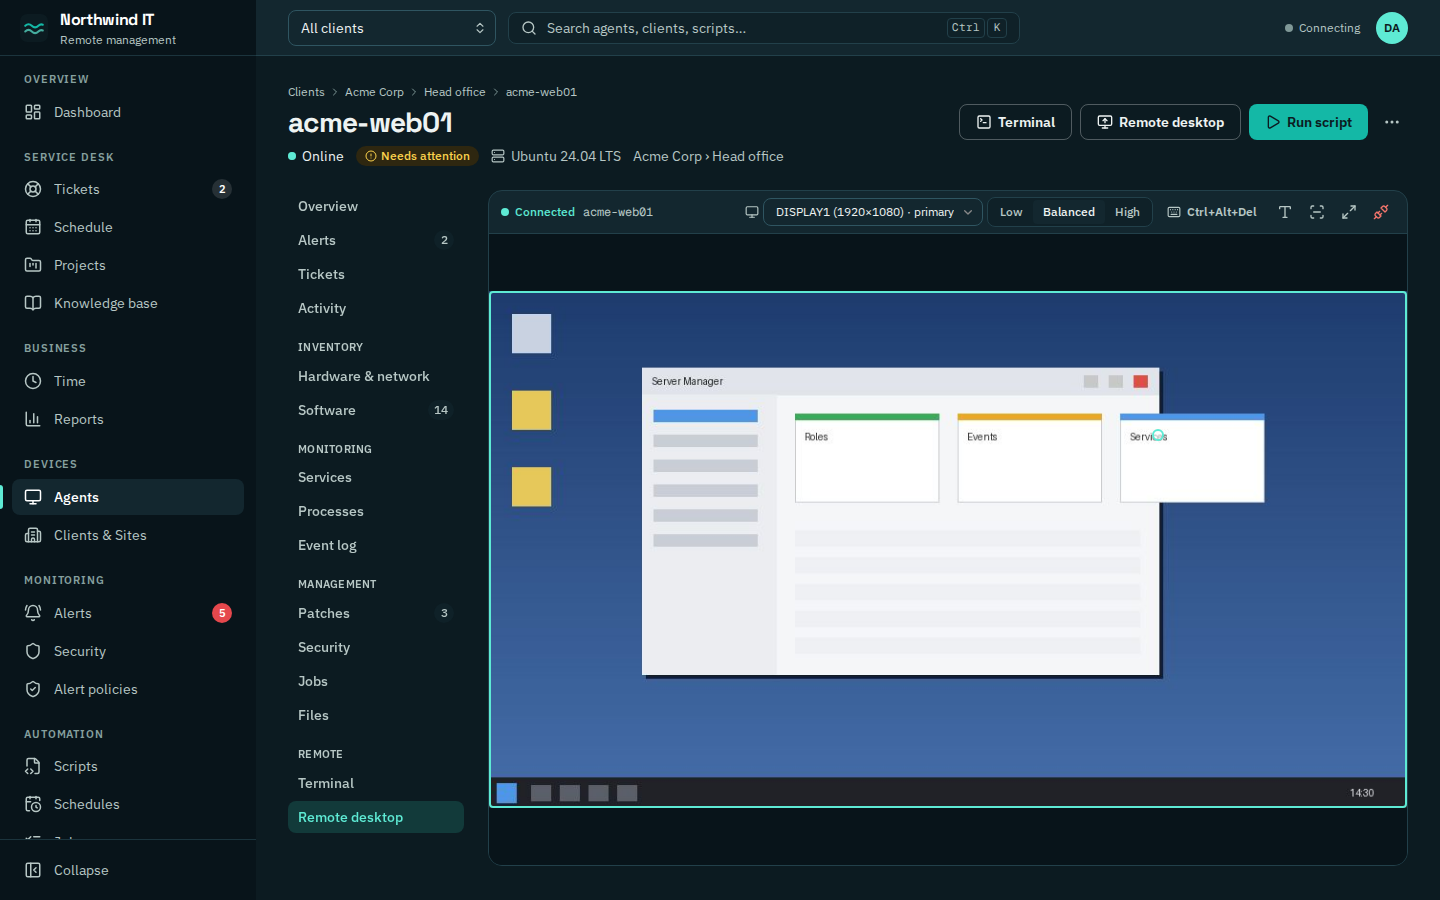 Northwind IT
Remote management
All clients
Search agents, clients, scripts...
Ctrl K
Connecting
DA
OVERVIEW
Dashboard
SERVICE DESK
Tickets 2
Schedule
Projects
Knowledge base
BUSINESS
Time
Reports
DEVICES
Agents
Clients & Sites
MONITORING
Alerts 5
Security
Alert policies
AUTOMATION
Scripts
Schedules
Collapse
Clients > Acme Corp > Head office > acme-web01
acme-web01
Terminal
Remote desktop
Run script
Online
Needs attention
Ubuntu 24.04 LTS
Acme Corp › Head office
Overview
Alerts 2
Tickets
Activity
INVENTORY
Hardware & network
Software 14
MONITORING
Services
Processes
Event log
MANAGEMENT
Patches 3
Security
Jobs
Files
REMOTE
Terminal
Remote desktop
Connected acme-web01
DISPLAY1 (1920×1080) · primary
Low Balanced High
Ctrl+Alt+Del
Server Manager
Roles
Events
Services
14:30